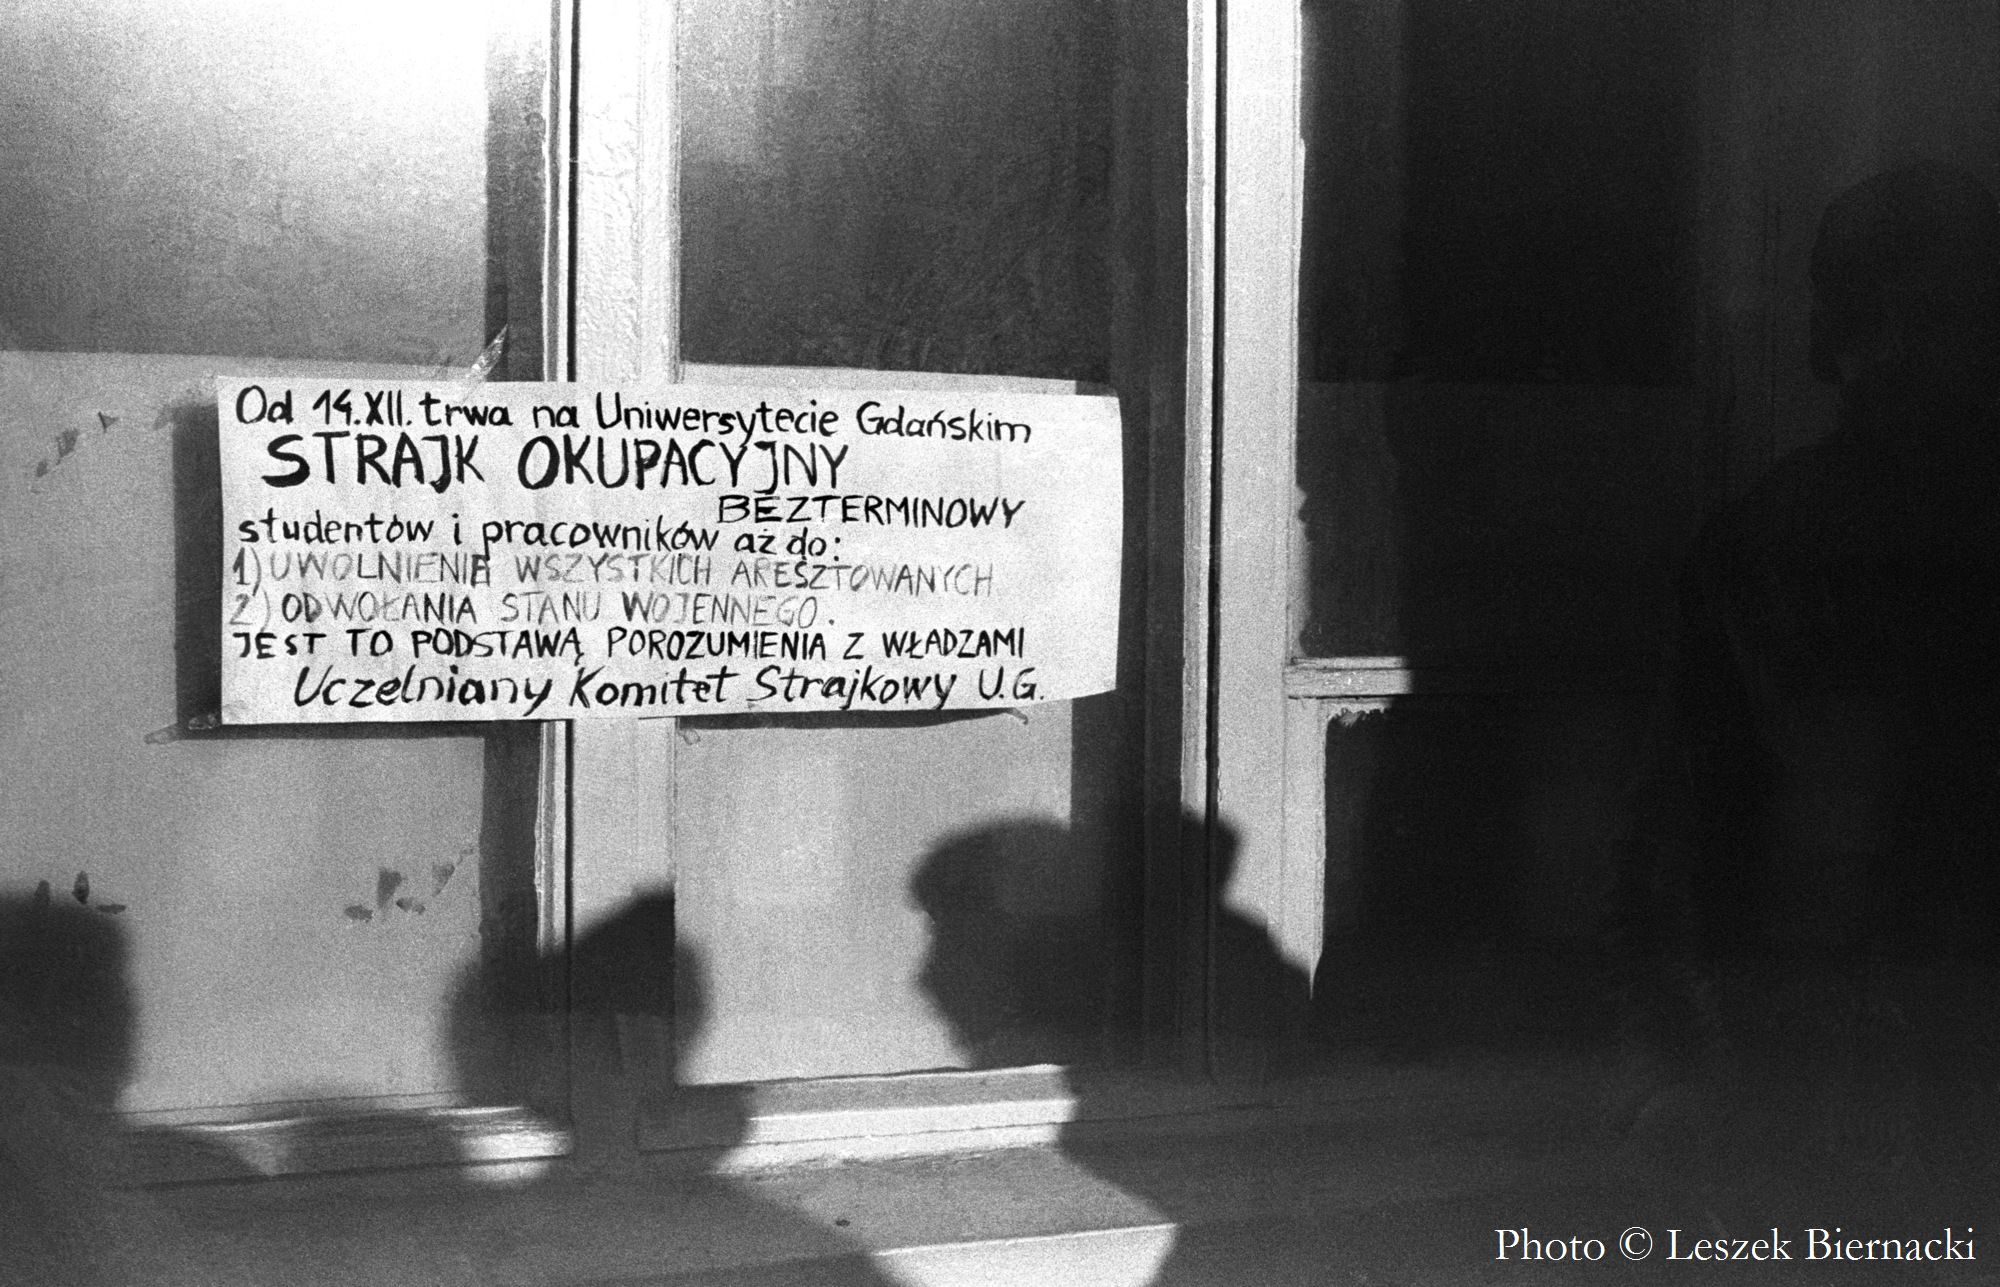 Od 14.XII. trwa na Uniwersytecie Gdańskim
STRAJK OKUPACYJNY
BEZTERMINOWY
studentów i pracowników aż do:
1) UWOLNIENIE WSZYSTKICH ARESZTOWANYCH
2) ODWOŁANIA STANU WOJENNEGO.
JEST TO PODSTAWĄ POROZUMIENIA Z WŁADZAMI
Uczelniany Komitet Strajkowy U.G.
Photo © Leszek Biernacki